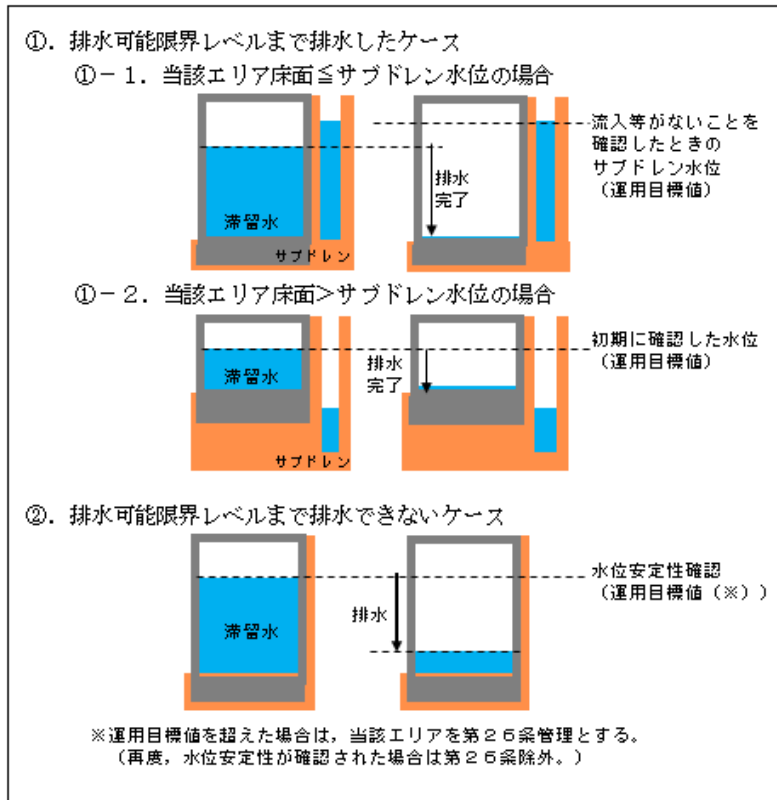 ①．排水可能限界レベルまで排水したケース
①－１．当該エリア床面≦サブドレン水位の場合
流入等がないことを
確認したときの
サブドレン水位
（運用目標値）
排水
完了
滞留水
サブドレン
①－２．当該エリア床面＞サブドレン水位の場合
初期に確認した水位
（運用目標値）
滞留水
排水
完了
サブドレン
②．排水可能限界レベルまで排水できないケース
水位安定性確認
（運用目標値（※））
排水
滞留水
※運用目標値を超えた場合は，当該エリアを第２６条管理とする。
（再度，水位安定性が確認された場合は第２６条除外。）